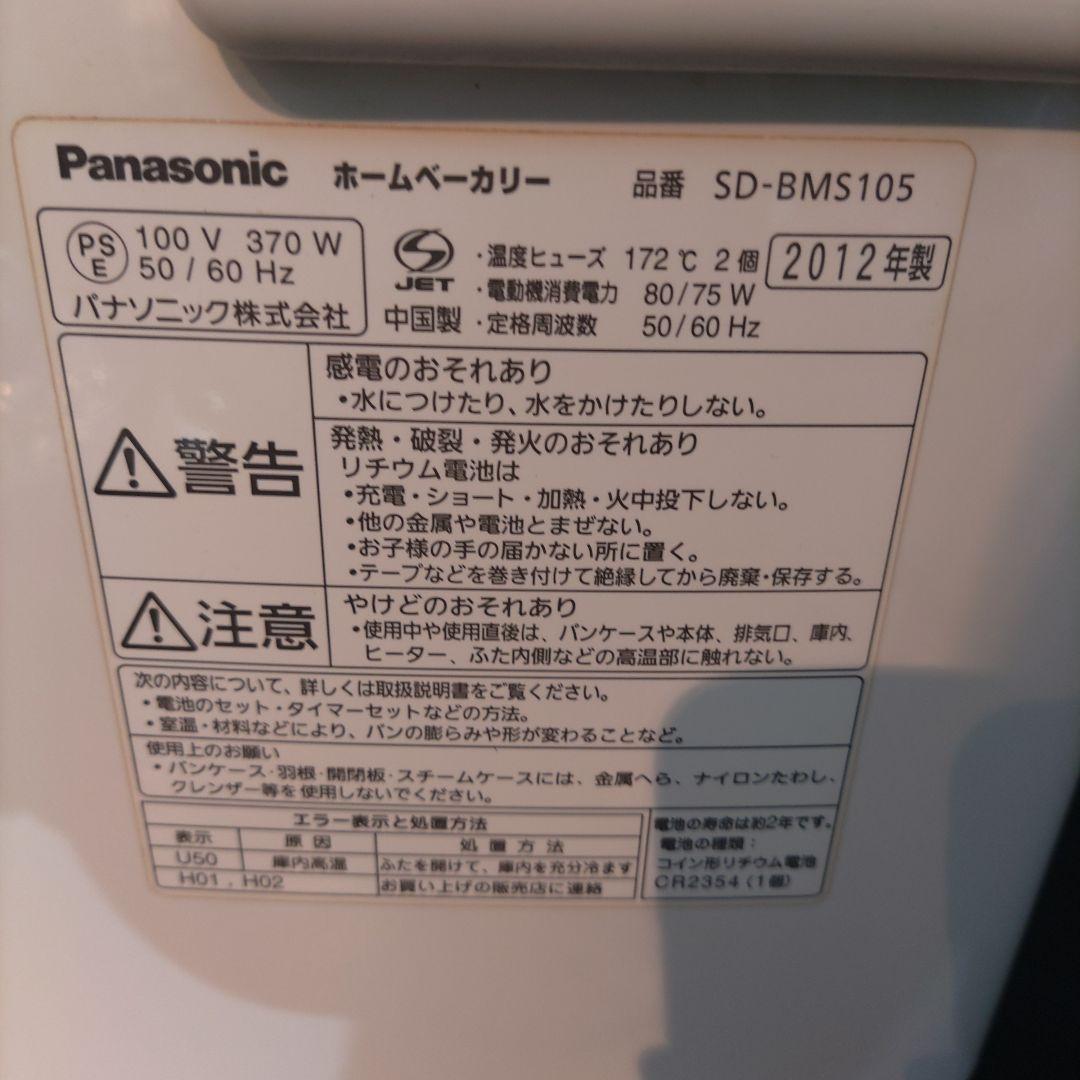 Panasonic ホームベーカリー 品番 SD-BMS105
PS E 100 V 370 W
50 / 60 Hz
パナソニック株式会社
JET
中国製
・温度ヒューズ 172℃ 2個
・電動機消費電力 80/75 W
・定格周波数 50/60 Hz
2012年製
警告
感電のおそれあり
•水につけたり、水をかけたりしない。
発熱・破裂・発火のおそれあり
リチウム電池は
•充電・ショート・加熱・火中投下しない。
•他の金属や電池とまぜない。
•お子様の手の届かない所に置く。
•テープなどを巻き付けて絶縁してから廃棄・保存する。
注意
やけどのおそれあり
•使用中や使用直後は、パンケースや本体、排気口、庫内、
ヒーター、ふた内側などの高温部に触れない。
次の内容について、詳しくは取扱説明書をご覧ください。
•電池のセット・タイマーセットなどの方法。
•室温・材料などにより、パンの膨らみや形が変わることなど。
使用上のお願い
•パンケース・羽根・開閉板・スチームケースには、金属へら、ナイロンたわし、
クレンザー等を使用しないでください。
エラー表示と処置方法
表示 原因 処置方法
U50 庫内高温 ふたを開けて、庫内を充分冷ます
H01 , H02 お買い上げの販売店に連絡
電池の寿命は約2年です。
電池の種類：
コイン形リチウム電池
CR2354（1個）